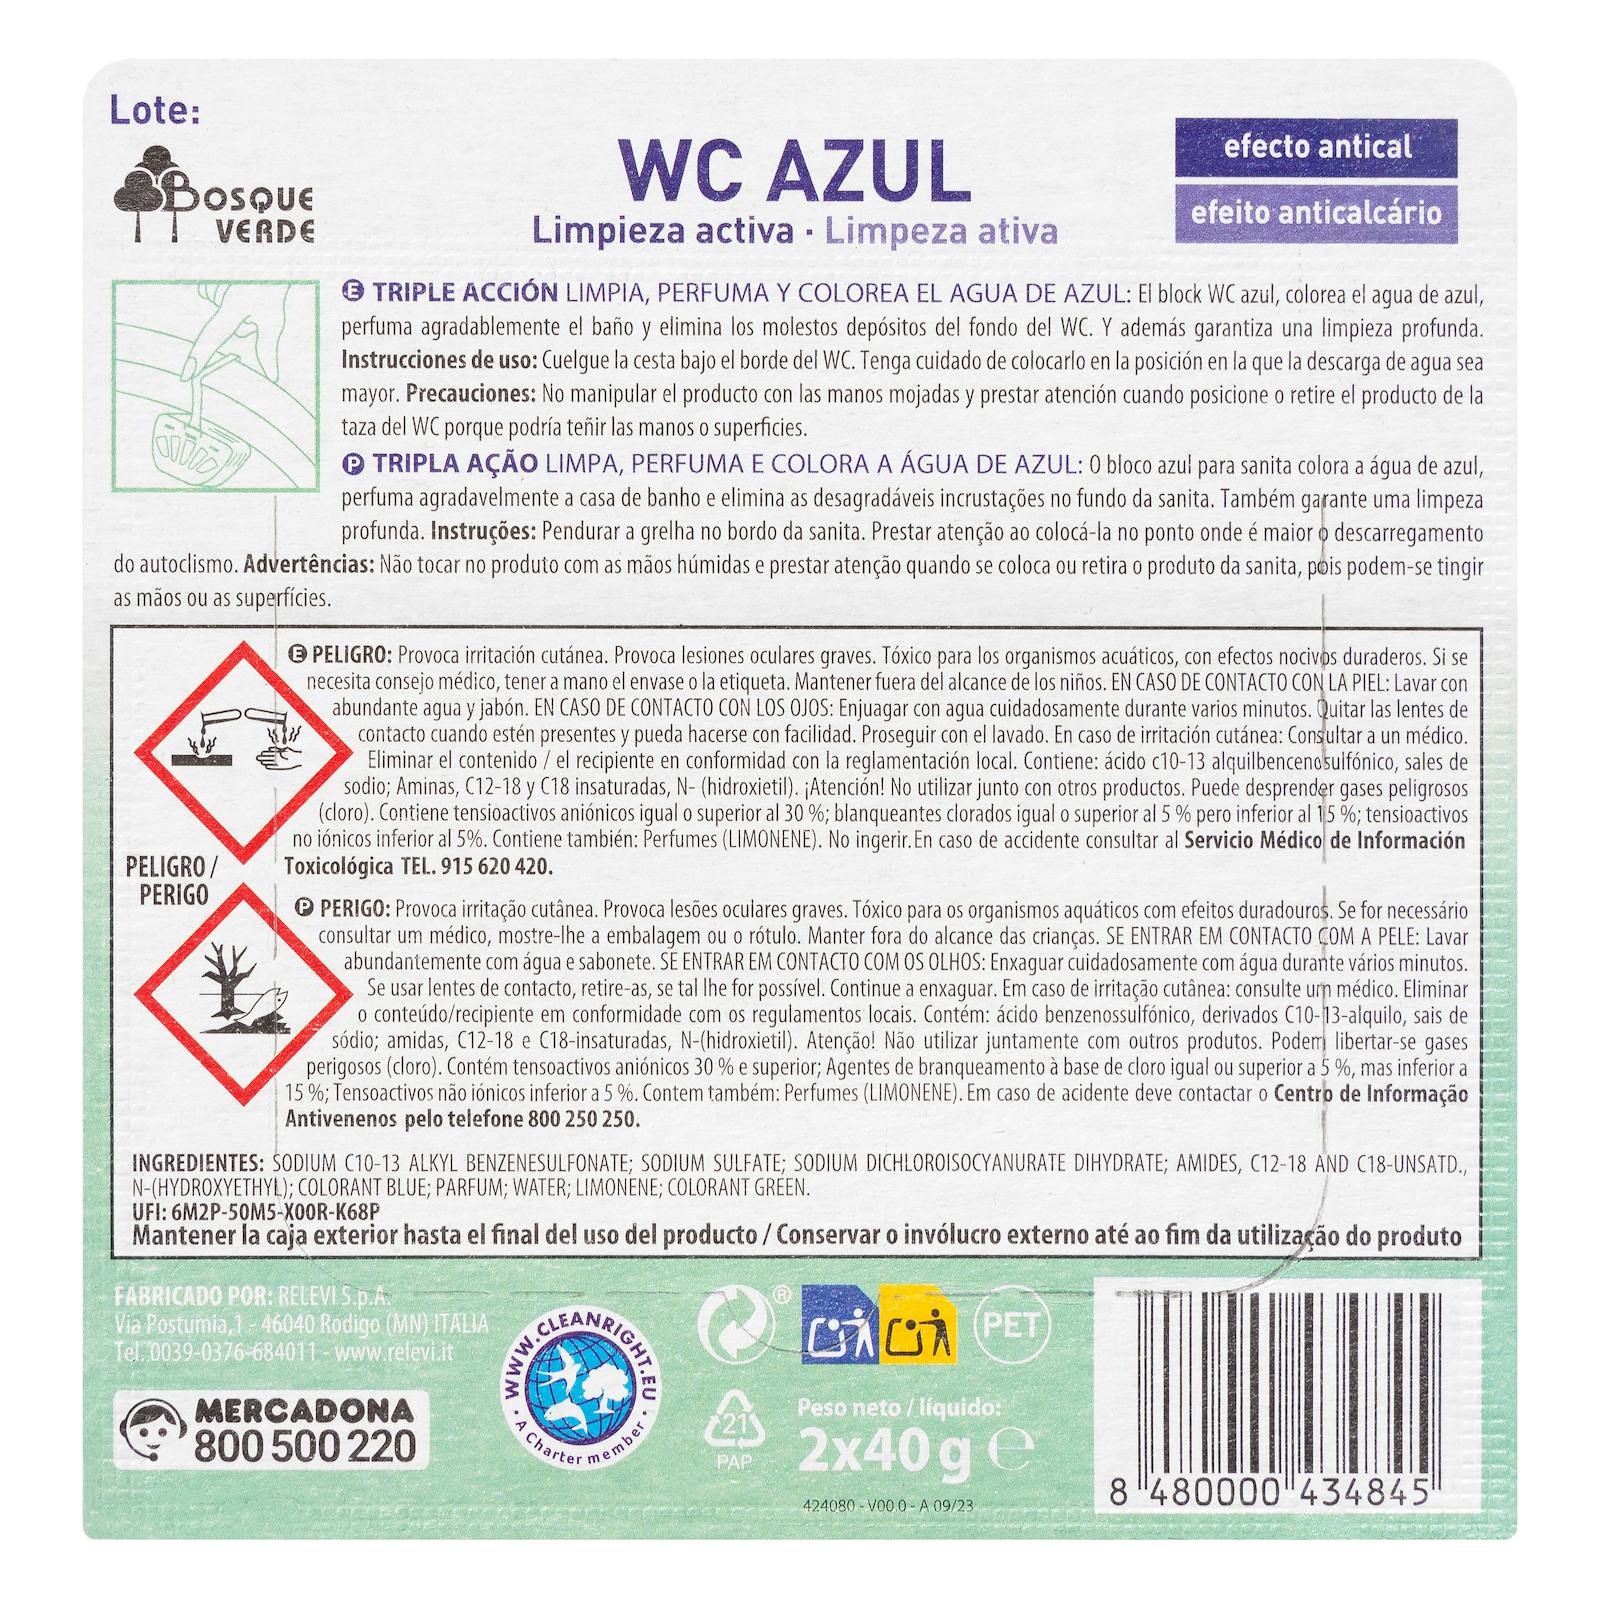 Lote:
BOSQUE
VERDE
WC AZUL
Limpieza activa · Limpeza ativa
efecto antical
efeito anticalcário
E TRIPLE ACCIÓN LIMPIA, PERFUMA Y COLOREA EL AGUA DE AZUL: El block WC azul, colorea el agua de azul,
perfuma agradablemente el baño y elimina los molestos depósitos del fondo del WC. Y además garantiza una limpieza profunda.
Instrucciones de uso: Cuelgue la cesta bajo el borde del WC. Tenga cuidado de colocarlo en la posición en la que la descarga de agua sea
mayor. Precauciones: No manipular el producto con las manos mojadas y prestar atención cuando posicione o retire el producto de la
taza del WC porque podría teñir las manos o superficies.
P TRIPLA AÇÃO LIMPA, PERFUMA E COLORA A ÁGUA DE AZUL: O bloco azul para sanita colora a água de azul,
perfuma agradavelmente a casa de banho e elimina as desagradáveis incrustações no fundo da sanita. Também garante uma limpeza
profunda. Instruções: Pendurar a grelha no bordo da sanita. Prestar atenção ao colocá-la no ponto onde é maior o descarregamento
do autoclismo. Advertências: Não tocar no produto com as mãos húmidas e prestar atenção quando se coloca ou retira o produto da sanita, pois podem-se tingir
as mãos ou as superfícies.
E PELIGRO: Provoca irritación cutánea. Provoca lesiones oculares graves. Tóxico para los organismos acuáticos, con efectos nocivos duraderos. Si se
necesita consejo médico, tener a mano el envase o la etiqueta. Mantener fuera del alcance de los niños. EN CASO DE CONTACTO CON LA PIEL: Lavar con
abundante agua y jabón. EN CASO DE CONTACTO CON LOS OJOS: Enjuagar con agua cuidadosamente durante varios minutos. Quitar las lentes de
contacto cuando estén presentes y pueda hacerse con facilidad. Proseguir con el lavado. En caso de irritación cutánea: Consultar a un médico.
Eliminar el contenido / el recipiente en conformidad con la reglamentación local. Contiene: ácido c10-13 alquilbencenosulfónico, sales de
sodio; Aminas, C12-18 y C18 insaturadas, N- (hidroxietil). ¡Atención! No utilizar junto con otros productos. Puede desprender gases peligrosos
(cloro). Contiene tensioactivos aniónicos igual o superior al 30 %; blanqueantes clorados igual o superior al 5 % pero inferior al 15 %; tensioactivos
no iónicos inferior al 5%. Contiene también: Perfumes (LIMONENE). No ingerir. En caso de accidente consultar al Servicio Médico de Información
Toxicológica TEL. 915 620 420.
PELIGRO /
PERIGO
P PERIGO: Provoca irritação cutânea. Provoca lesões oculares graves. Tóxico para os organismos aquáticos com efeitos duradouros. Se for necessário
consultar um médico, mostre-lhe a embalagem ou o rótulo. Manter fora do alcance das crianças. SE ENTRAR EM CONTACTO COM A PELE: Lavar
abundantemente com água e sabonete. SE ENTRAR EM CONTACTO COM OS OLHOS: Enxaguar cuidadosamente com água durante vários minutos.
Se usar lentes de contacto, retire-as, se tal lhe for possível. Continue a enxaguar. Em caso de irritação cutânea: consulte um médico. Eliminar
o conteúdo/recipiente em conformidade com os regulamentos locais. Contém: ácido benzenossulfónico, derivados C10-13-alquilo, sais de
sódio; amidas, C12-18 e C18-insaturadas, N-(hidroxietil). Atenção! Não utilizar juntamente com outros produtos. Podem libertar-se gases
perigosos (cloro). Contém tensoactivos aniónicos 30 % e superior; Agentes de branqueamento à base de cloro igual ou superior a 5 %, mas inferior a
15 %; Tensoactivos não iónicos inferior a 5 %. Contem também: Perfumes (LIMONENE). Em caso de acidente deve contactar o Centro de Informação
Antivenenos pelo telefone 800 250 250.
INGREDIENTES: SODIUM C10-13 ALKYL BENZENESULFONATE; SODIUM SULFATE; SODIUM DICHLOROISOCYANURATE DIHYDRATE; AMIDES, C12-18 AND C18-UNSATD.,
N-(HYDROXYETHYL); COLORANT BLUE; PARFUM; WATER; LIMONENE; COLORANT GREEN.
UFI: 6M2P-50M5-X00R-K68P
Mantener la caja exterior hasta el final del uso del producto / Conservar o invólucro externo até ao fim da utilização do produto
FABRICADO POR: RELEVI S.p.A.
Via Postumia,1 - 46040 Rodigo (MN) ITALIA
Tel. 0039-0376-684011 - www.relevi.it
MERCADONA
800 500 220
WWW.CLEANRIGHT.EU
· A Charter member ·
®
PET
21
PAP
Peso neto / líquido:
2x40 g ℮
424080 - V00.0 - A 09/23
8 480000 434845